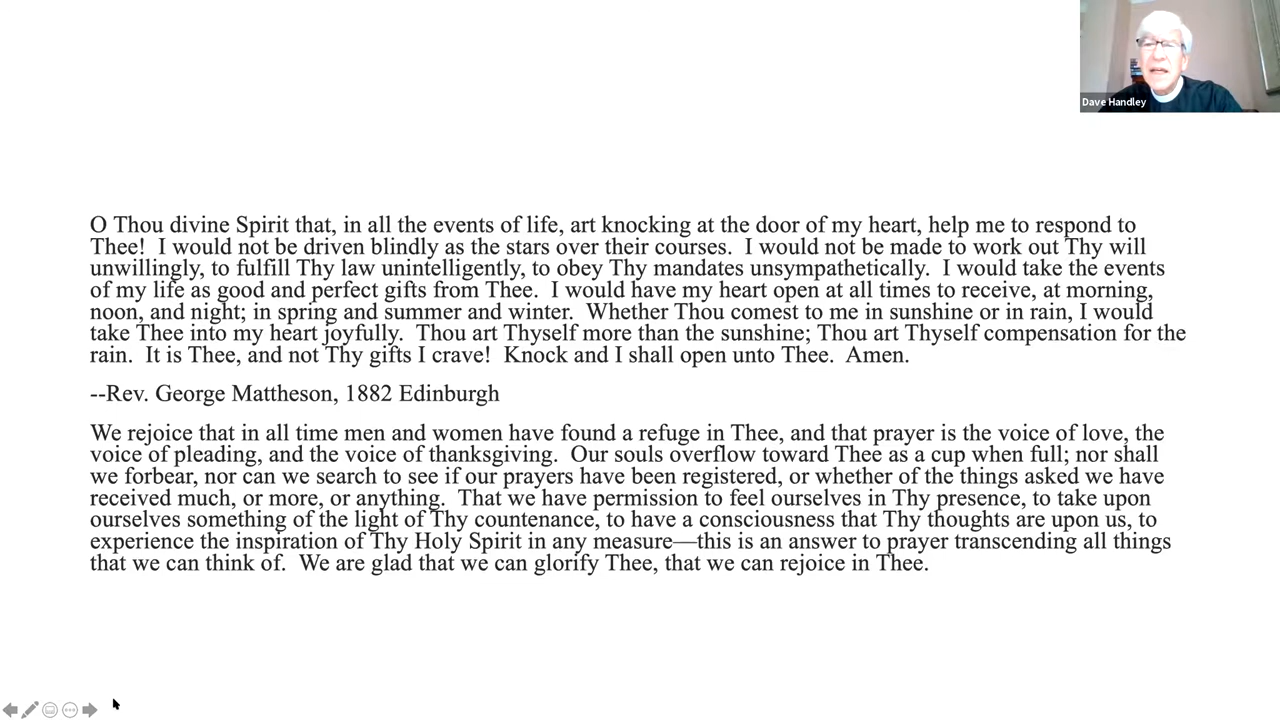 Dave Handley
O Thou divine Spirit that, in all the events of life, art knocking at the door of my heart, help me to respond to
Thee!  I would not be driven blindly as the stars over their courses.  I would not be made to work out Thy will
unwillingly, to fulfill Thy law unintelligently, to obey Thy mandates unsympathetically.  I would take the events
of my life as good and perfect gifts from Thee.  I would have my heart open at all times to receive, at morning,
noon, and night; in spring and summer and winter.  Whether Thou comest to me in sunshine or in rain, I would
take Thee into my heart joyfully.  Thou art Thyself more than the sunshine; Thou art Thyself compensation for the
rain.  It is Thee, and not Thy gifts I crave!  Knock and I shall open unto Thee.  Amen.
--Rev. George Mattheson, 1882 Edinburgh
We rejoice that in all time men and women have found a refuge in Thee, and that prayer is the voice of love, the
voice of pleading, and the voice of thanksgiving.  Our souls overflow toward Thee as a cup when full; nor shall
we forbear, nor can we search to see if our prayers have been registered, or whether of the things asked we have
received much, or more, or anything.  That we have permission to feel ourselves in Thy presence, to take upon
ourselves something of the light of Thy countenance, to have a consciousness that Thy thoughts are upon us, to
experience the inspiration of Thy Holy Spirit in any measure—this is an answer to prayer transcending all things
that we can think of.  We are glad that we can glorify Thee, that we can rejoice in Thee.